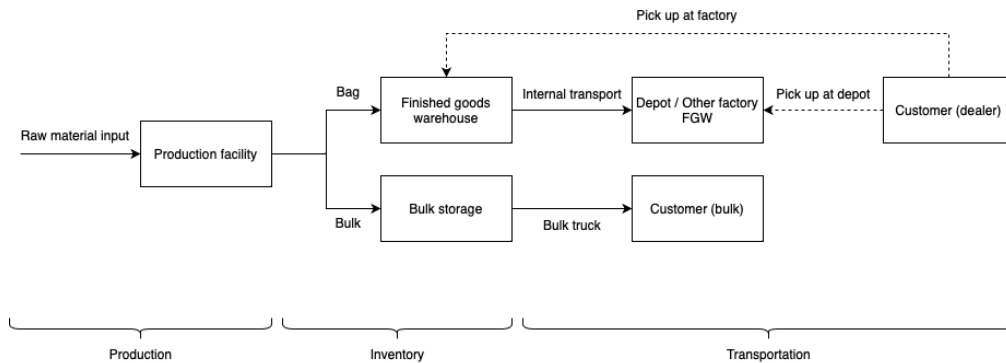 Pick up at factory
Bag
Finished goods
warehouse
Internal transport
Depot / Other factory
FGW
Pick up at depot
Customer (dealer)
Raw material input
Production facility
Bulk
Bulk storage
Bulk truck
Customer (bulk)
Production
Inventory
Transportation